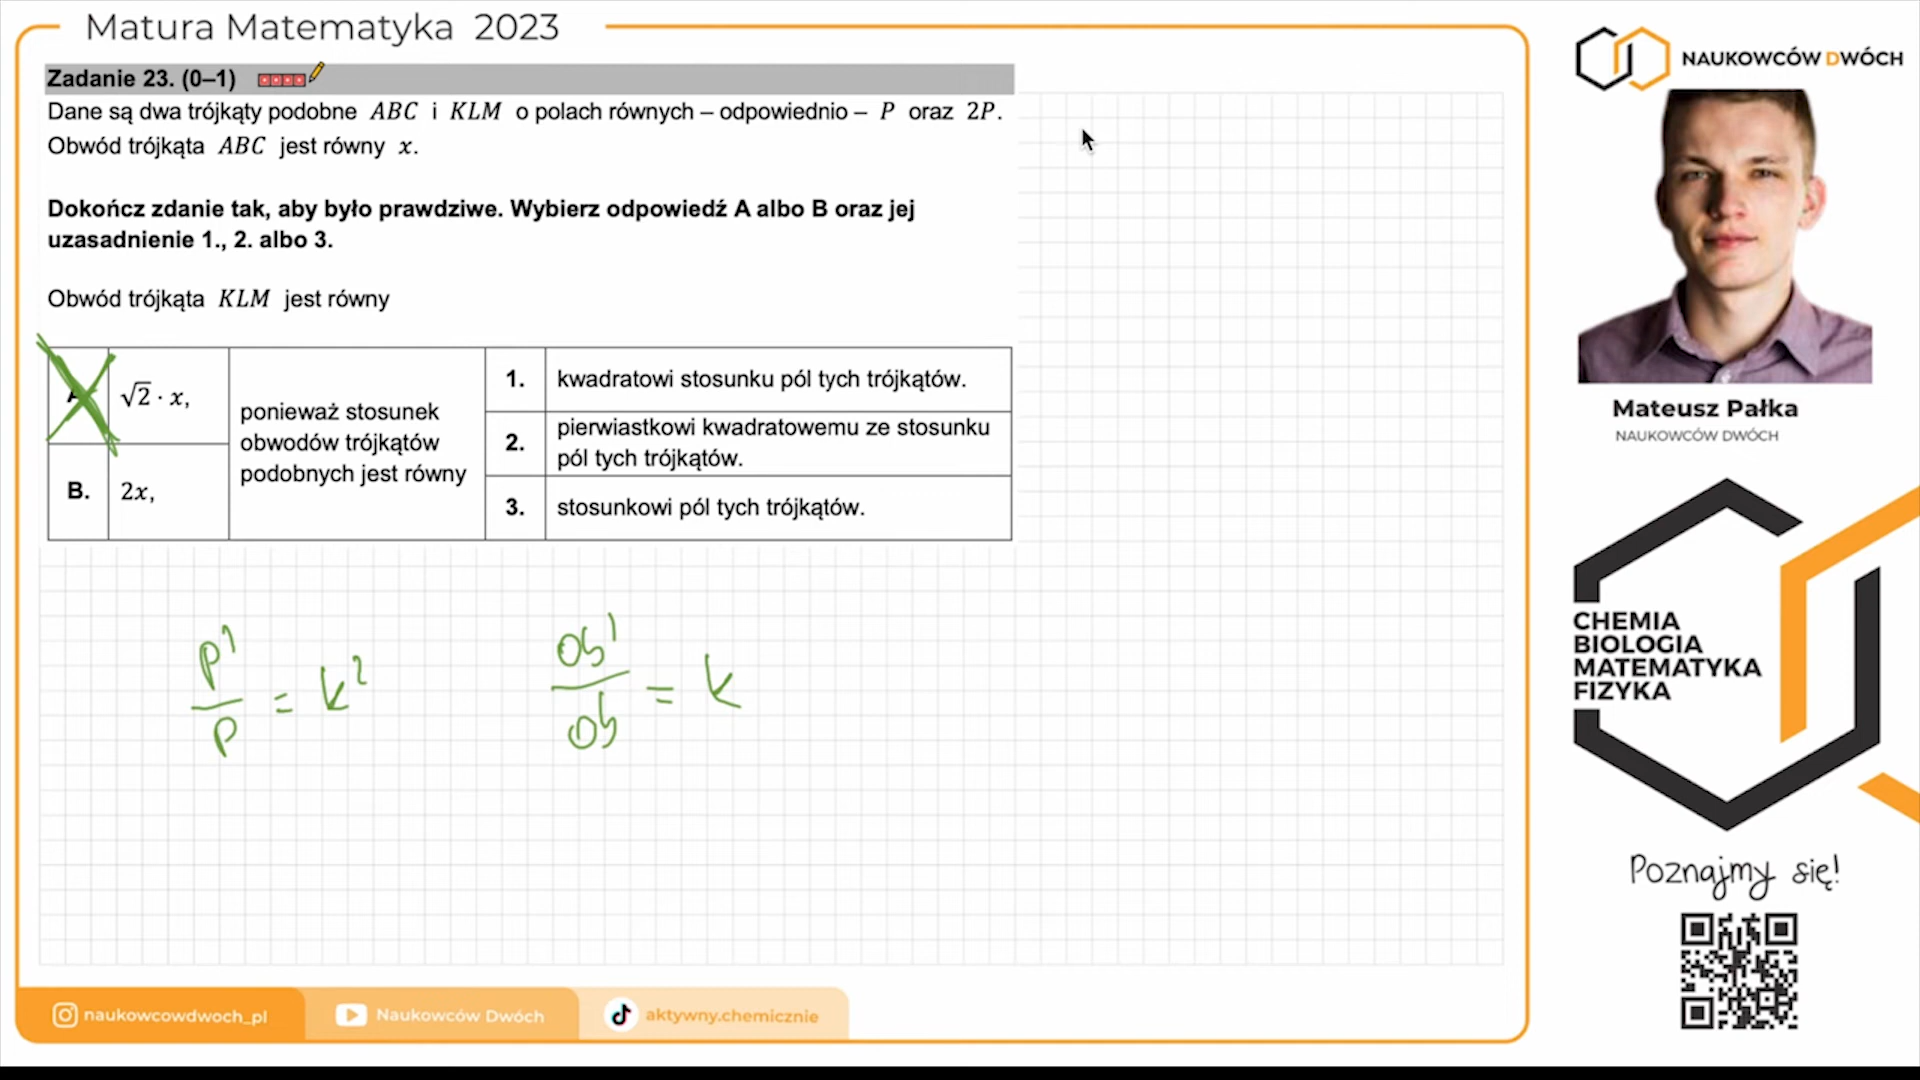 Matura Matematyka 2023
Zadanie 23. (0–1)
Dane są dwa trójkąty podobne ABC i KLM o polach równych – odpowiednio – P oraz 2P.
Obwód trójkąta ABC jest równy x.
Dokończ zdanie tak, aby było prawdziwe. Wybierz odpowiedź A albo B oraz jej
uzasadnienie 1., 2. albo 3.
Obwód trójkąta KLM jest równy
√2 · x,
B. 2x,
ponieważ stosunek
obwodów trójkątów
podobnych jest równy
1. kwadratowi stosunku pól tych trójkątów.
2. pierwiastkowi kwadratowemu ze stosunku
pól tych trójkątów.
3. stosunkowi pól tych trójkątów.
P'/P = k²
Ob'/Ob = k
naukowcowdwoch_pl
Naukowców Dwóch
aktywny.chemicznie
NAUKOWCÓW DWÓCH
Mateusz Pałka
NAUKOWCÓW DWÓCH
CHEMIA
BIOLOGIA
MATEMATYKA
FIZYKA
Poznajmy się!